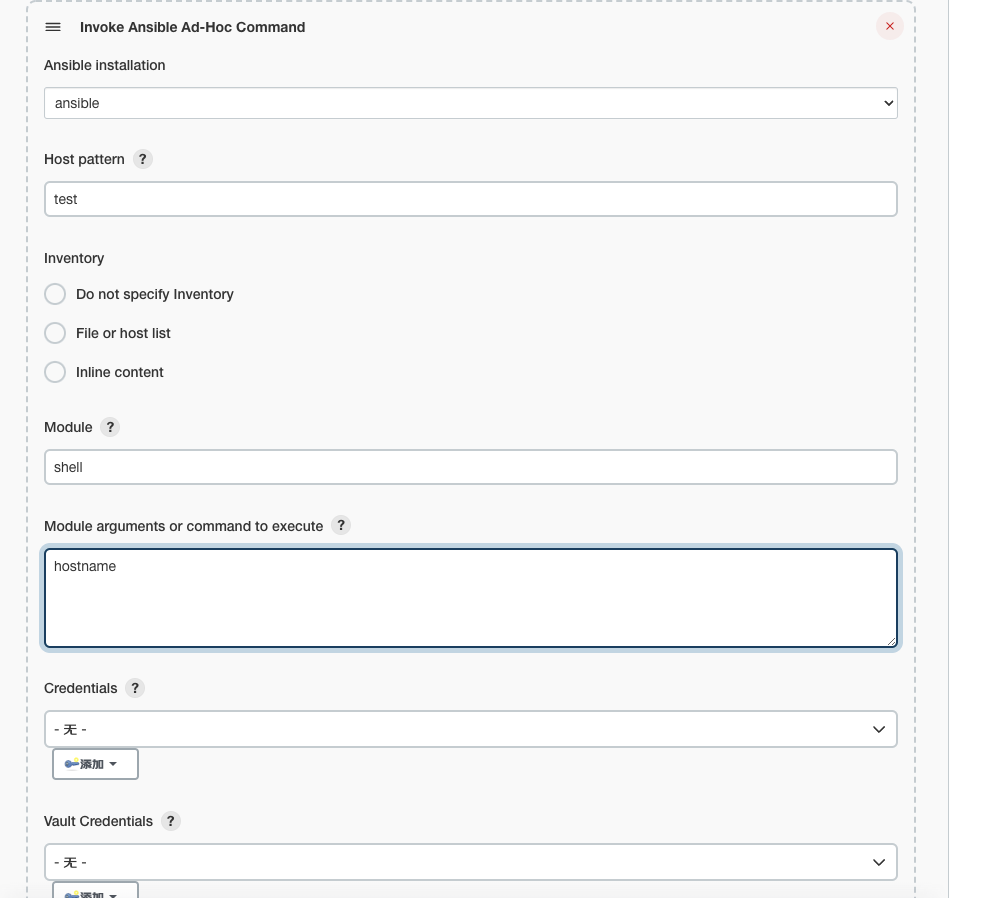 Invoke Ansible Ad-Hoc Command
Ansible installation
ansible
Host pattern ?
test
Inventory
Do not specify Inventory
File or host list
Inline content
Module ?
shell
Module arguments or command to execute ?
hostname
Credentials ?
- 无 -
添加
Vault Credentials ?
- 无 -
添加